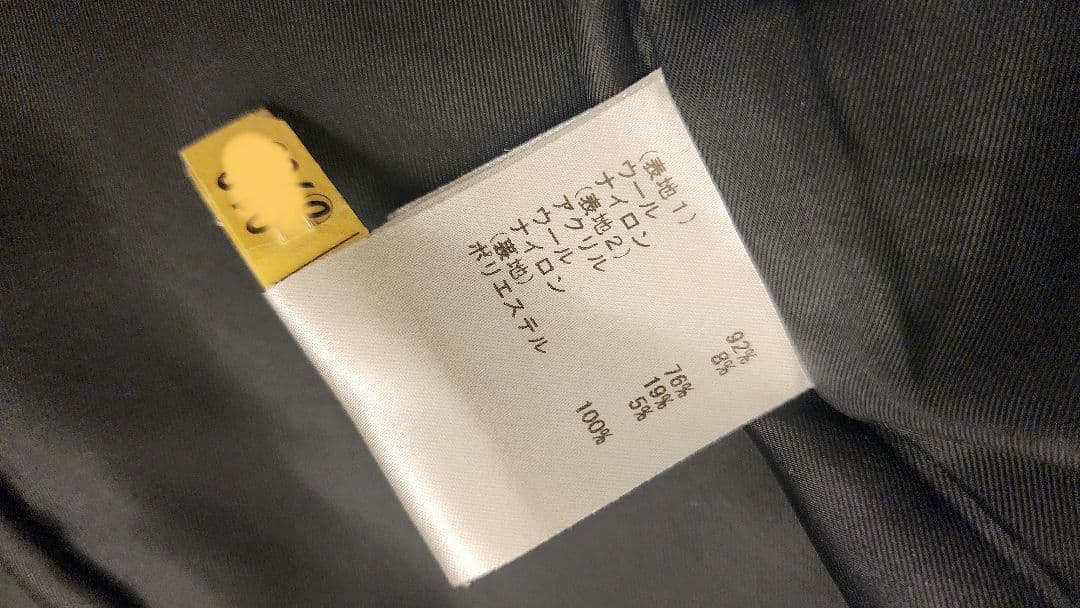 (表地1)
ウール 92%
ナイロン 8%
(表地2)
アクリル 76%
ウール 19%
ナイロン 5%
(裏地)
ポリエステル 100%